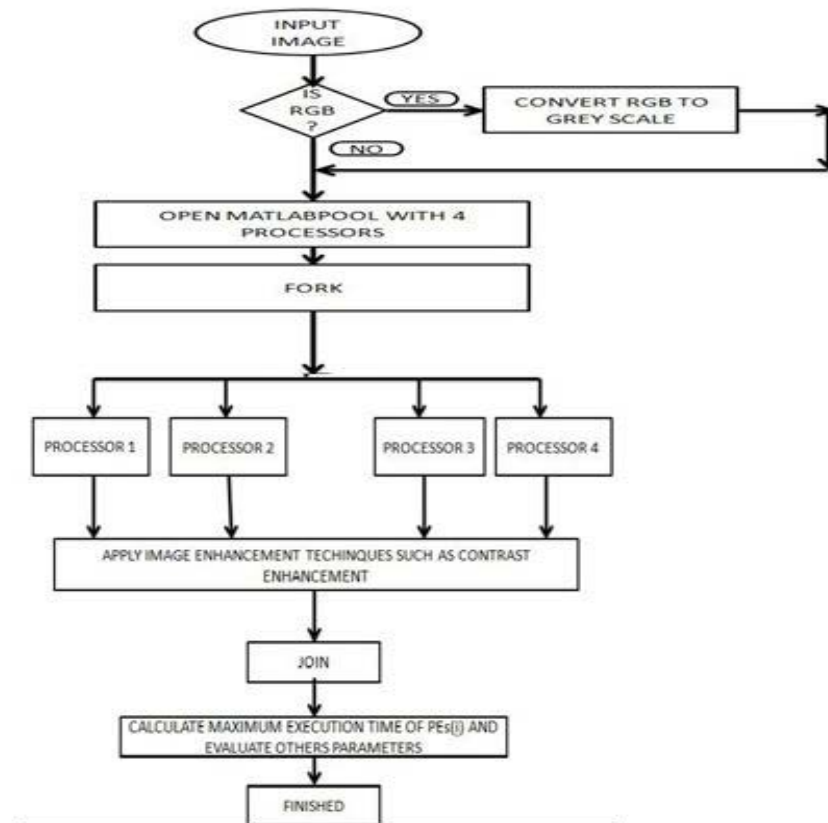 INPUT
IMAGE
IS
RGB
?
YES
CONVERT RGB TO
GREY SCALE
NO
OPEN MATLABPOOL WITH 4
PROCESSORS
FORK
PROCESSOR 1
PROCESSOR 2
PROCESSOR 3
PROCESSOR 4
APPLY IMAGE ENHANCEMENT TECHINQUES SUCH AS CONTRAST
ENHANCEMENT
JOIN
CALCULATE MAXIMUM EXECUTION TIME OF PEs(i) AND
EVALUATE OTHERS PARAMETERS
FINISHED